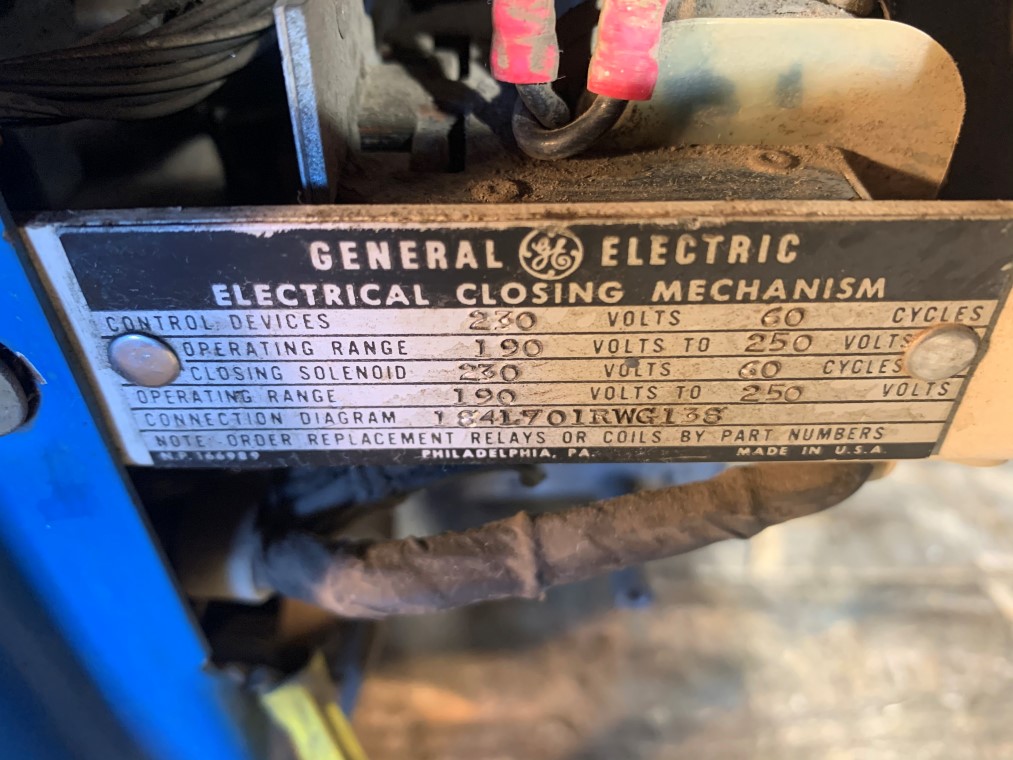 GENERAL GE ELECTRIC
ELECTRICAL CLOSING MECHANISM
CONTROL DEVICES 230 VOLTS 60 CYCLES
OPERATING RANGE 190 VOLTS TO 250 VOLTS
CLOSING SOLENOID 230 VOLTS 60 CYCLES
OPERATING RANGE 190 VOLTS TO 250 VOLTS
CONNECTION DIAGRAM 184L701RWG138
NOTE - ORDER REPLACEMENT RELAYS OR COILS BY PART NUMBERS
N.P. 166989 PHILADELPHIA, PA. MADE IN U.S.A.